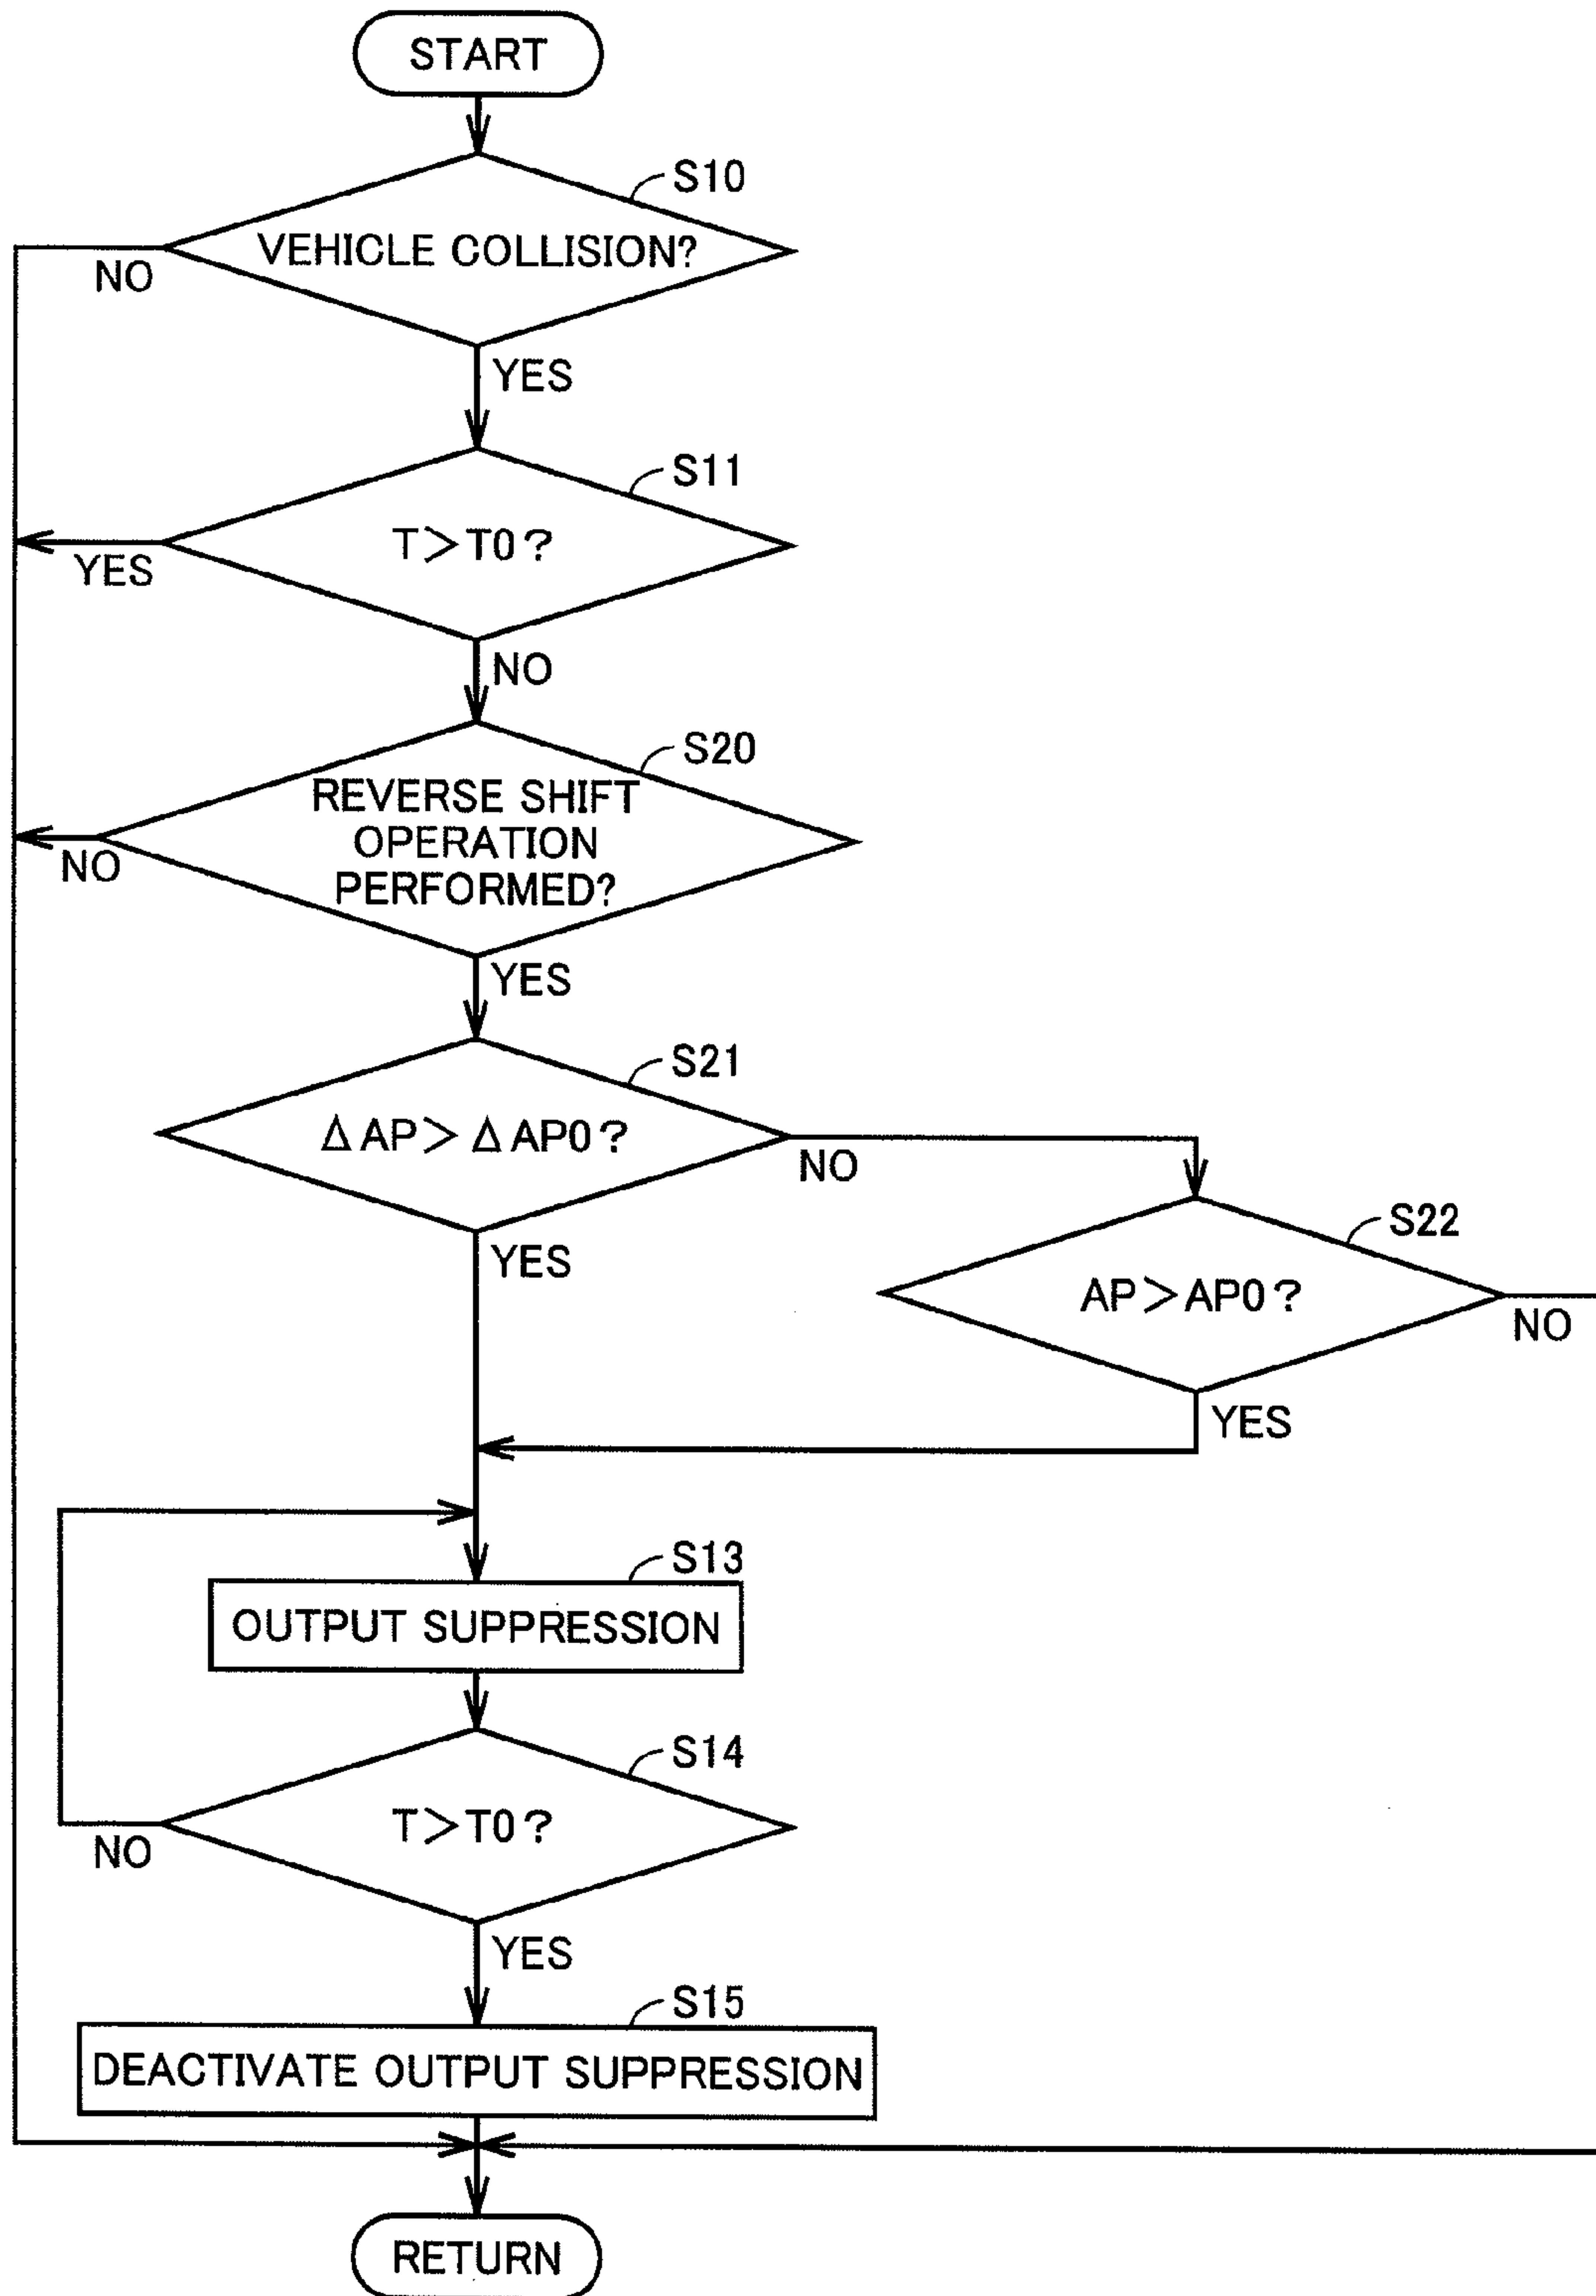 START
S10
VEHICLE COLLISION?
NO
YES
S11
T>T0?
YES
NO
S20
REVERSE SHIFT
OPERATION
PERFORMED?
NO
YES
S21
ΔAP>ΔAP0?
NO
YES
S22
AP>AP0?
NO
YES
S13
OUTPUT SUPPRESSION
S14
T>T0?
NO
YES
S15
DEACTIVATE OUTPUT SUPPRESSION
RETURN